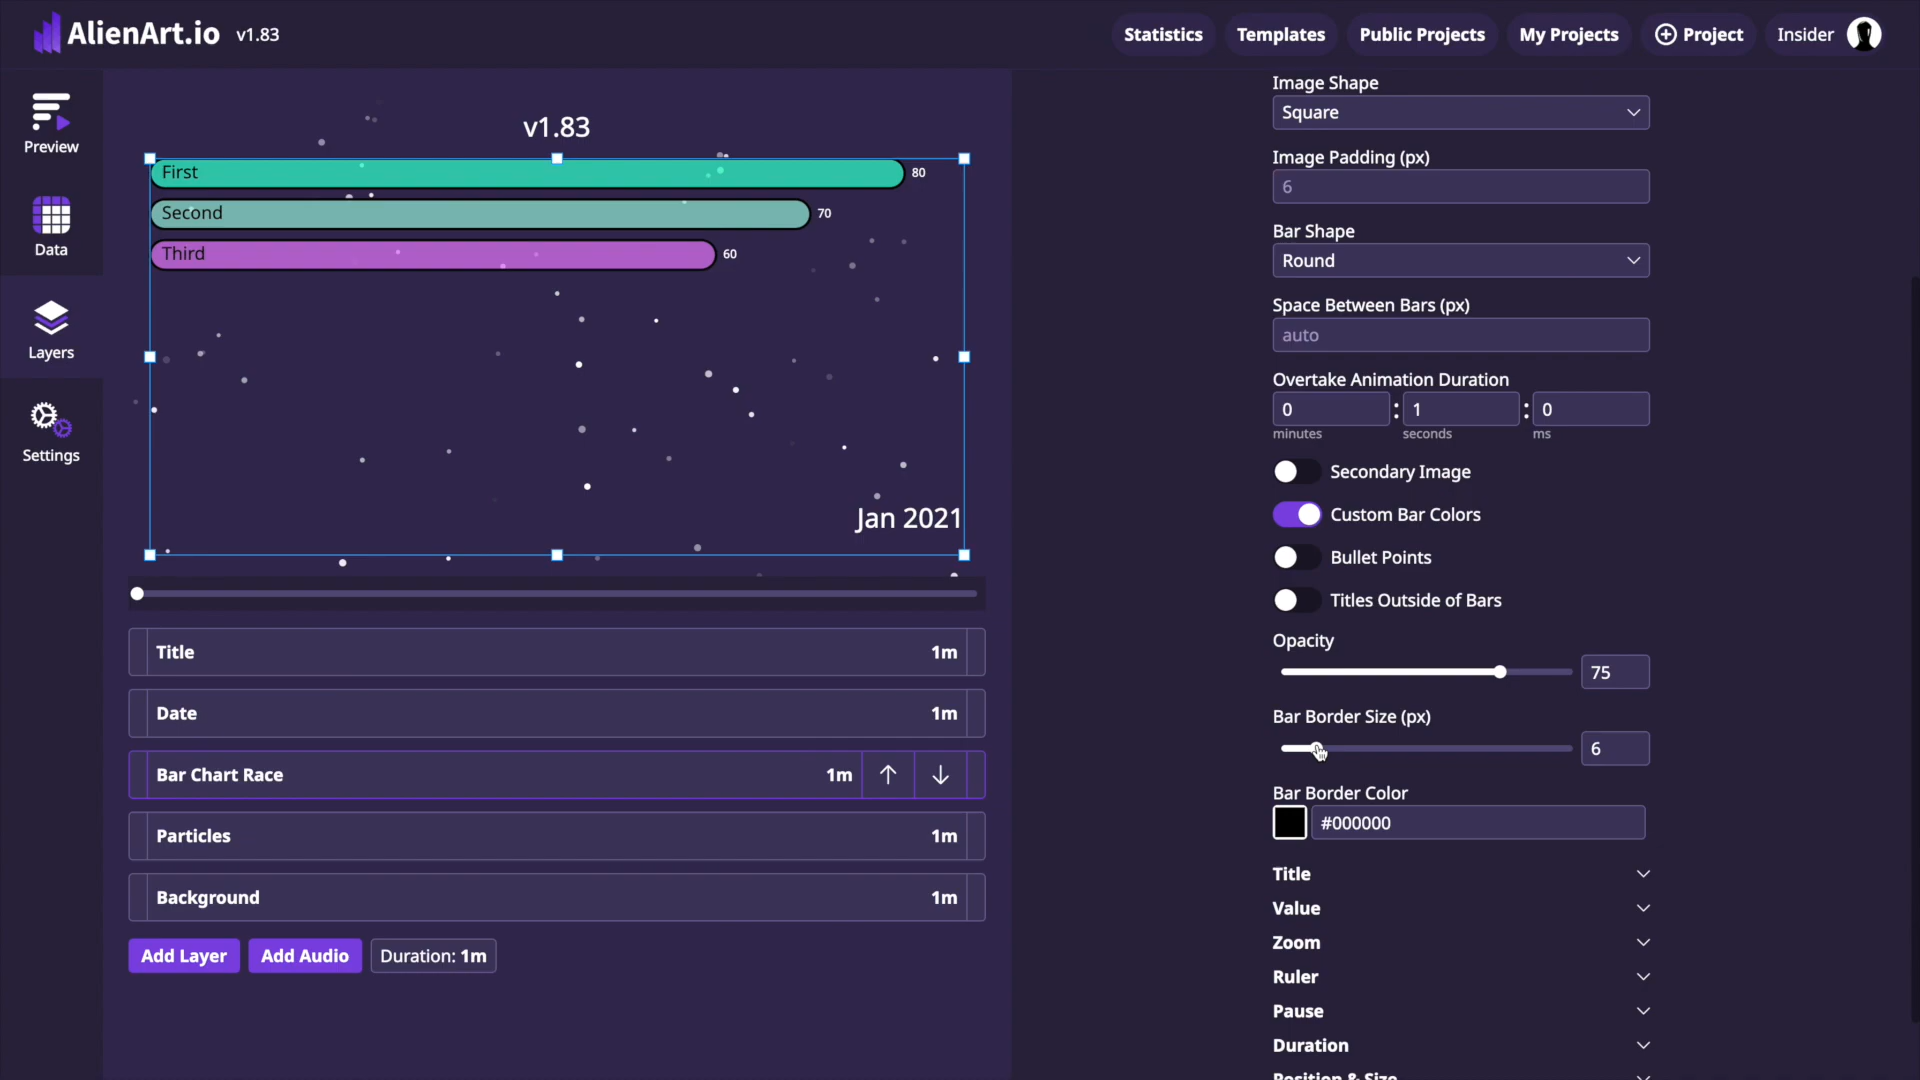 AlienArt.io v1.83
Statistics
Templates
Public Projects
My Projects
Project
Insider
Preview
Data
Layers
Settings
v1.83
First 80
Second 70
Third 60
Jan 2021
Title 1m
Date 1m
Bar Chart Race 1m
Particles 1m
Background 1m
Add Layer
Add Audio
Duration: 1m
Image Shape
Square
Image Padding (px)
6
Bar Shape
Round
Space Between Bars (px)
auto
Overtake Animation Duration
0 : 1 : 0
minutes seconds ms
Secondary Image
Custom Bar Colors
Bullet Points
Titles Outside of Bars
Opacity
75
Bar Border Size (px)
6
Bar Border Color
#000000
Title
Value
Zoom
Ruler
Pause
Duration
Position & Size